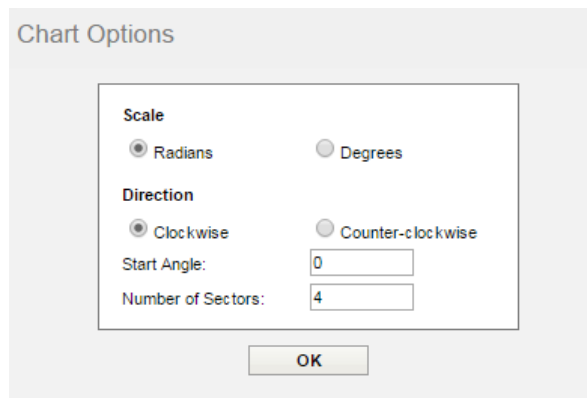 Chart Options
Scale
Radians Degrees
Direction
Clockwise Counter-clockwise
Start Angle: 0
Number of Sectors: 4
OK